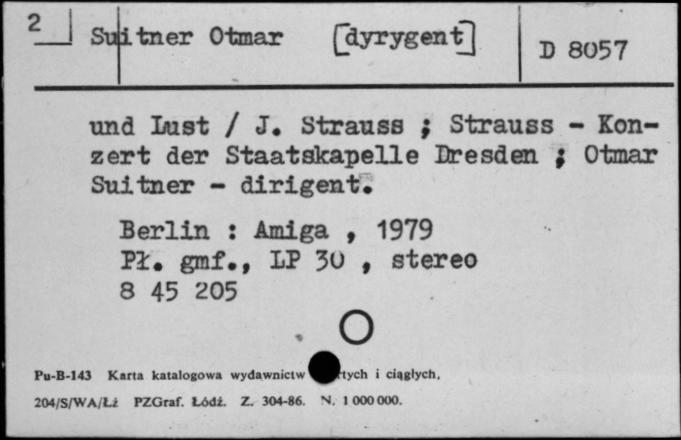 2
Suitner Otmar [dyrygent]
D 8057
und Lust / J. Strauss ; Strauss - Kon-
zert der Staatskapelle Dresden ; Otmar
Suitner - dirigent.
Berlin : Amiga , 1979
Pł. gmf., LP 30 , stereo
8 45 205
Pu-B-143 Karta katalogowa wydawnictw i ciągłych,
204/S/WA/Łż PZGraf. Łódź. Z. 304-86. N. 1 000 000.